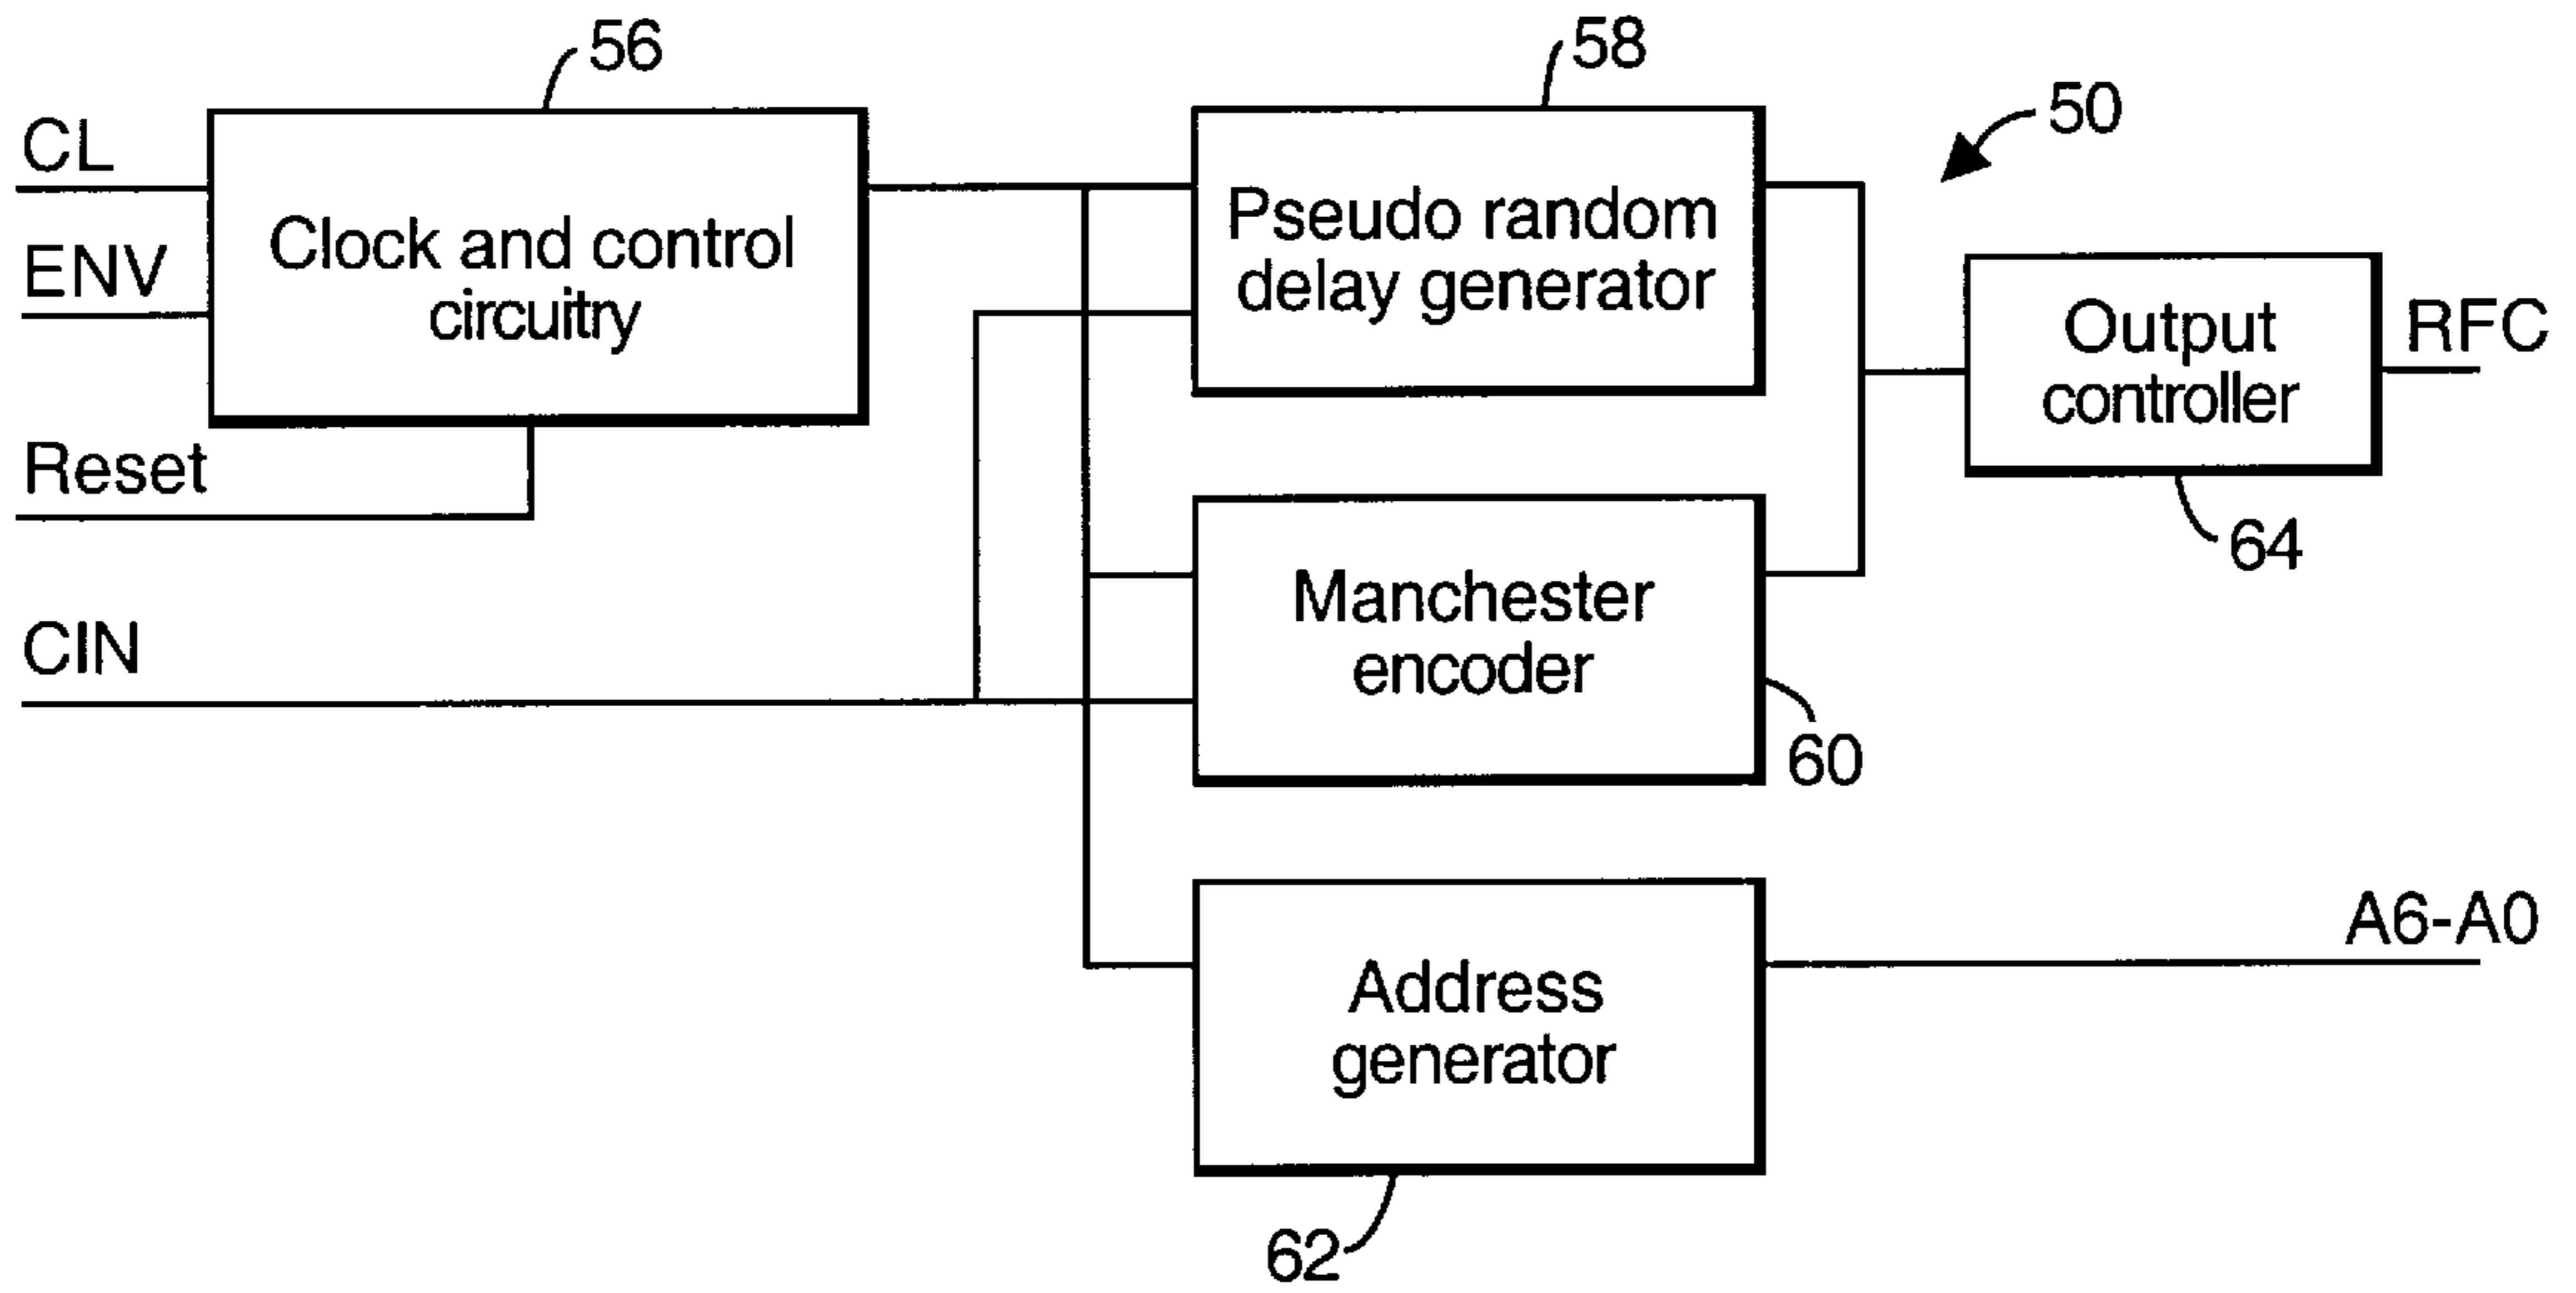 56
58
50
CL
ENV
Clock and control
circuitry
Pseudo random
delay generator
Output
controller
RFC
Reset
64
CIN
Manchester
encoder
60
A6-A0
Address
generator
62